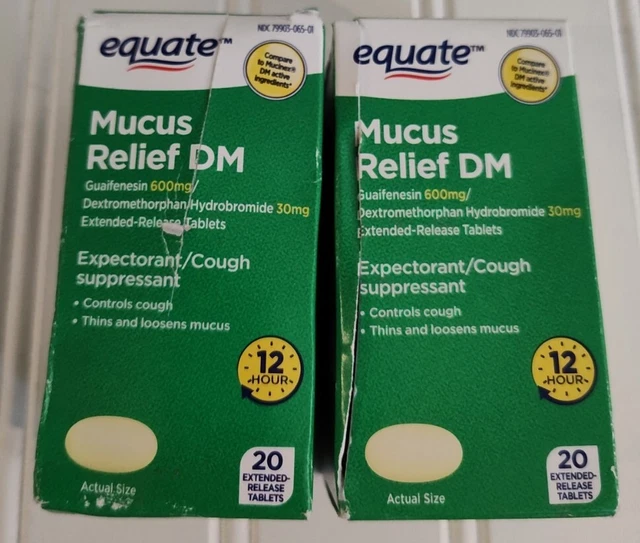 equate™
NDC 79903-065-01
Compare
to Mucinex®
DM active
ingredients*
Mucus
Relief DM
Guaifenesin 600mg/
Dextromethorphan Hydrobromide 30mg
Extended-Release Tablets
Expectorant/Cough
suppressant
• Controls cough
• Thins and loosens mucus
12
HOUR
Actual Size
20
EXTENDED-
RELEASE
TABLETS
equate™
NDC 79903-065-01
Compare
to Mucinex®
DM active
ingredients*
Mucus
Relief DM
Guaifenesin 600mg/
Dextromethorphan Hydrobromide 30mg
Extended-Release Tablets
Expectorant/Cough
suppressant
• Controls cough
• Thins and loosens mucus
12
HOUR
Actual Size
20
EXTENDED-
RELEASE
TABLETS